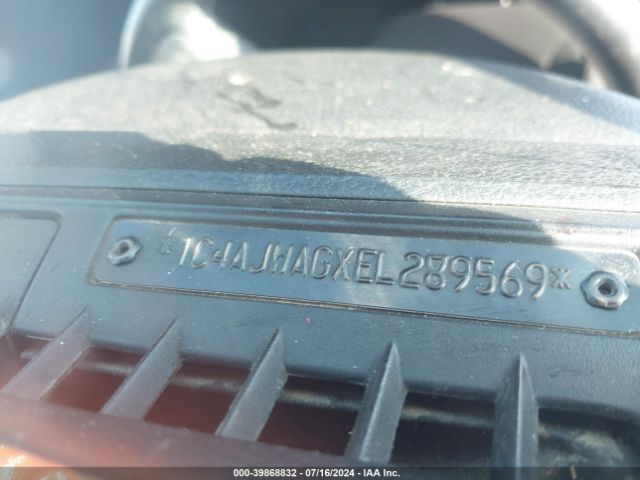 *1C4AJWAGXEL289569*
000-39868832 / 07/16/2024 - IAA Inc.